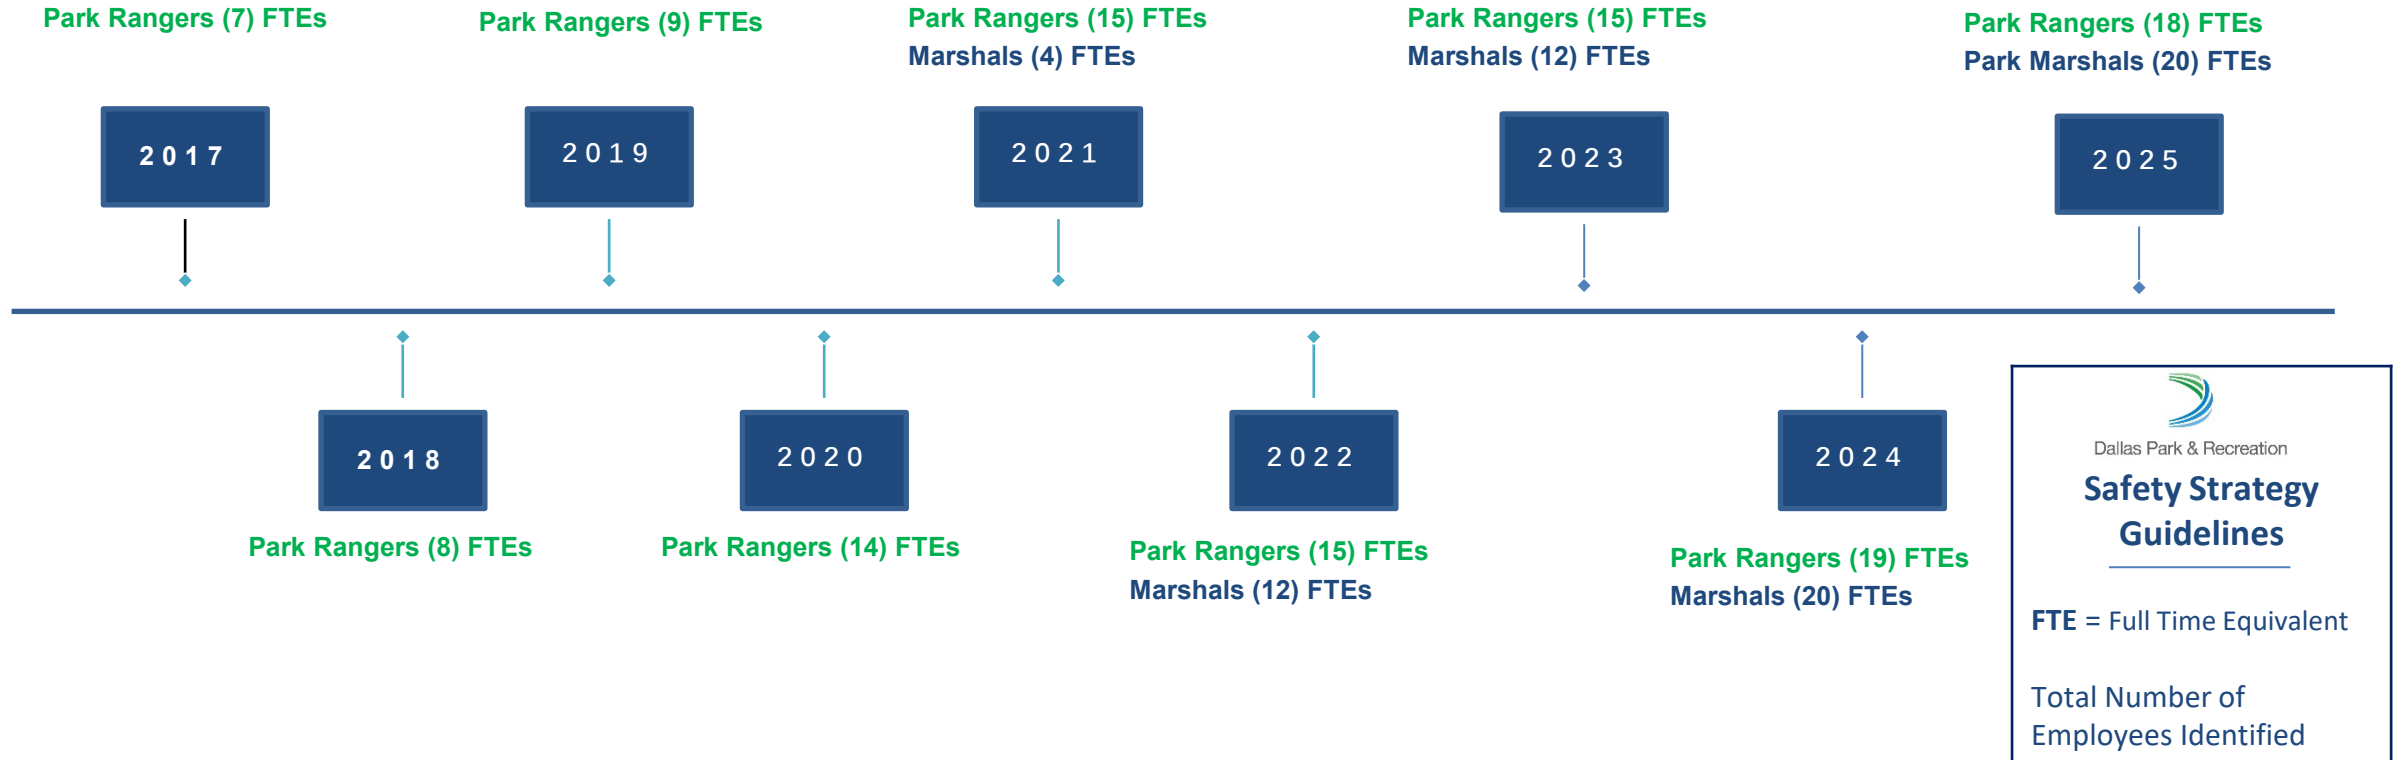 Park Rangers (7) FTEs
2017
Park Rangers (9) FTEs
2019
Park Rangers (15) FTEs
Marshals (4) FTEs
2021
Park Rangers (15) FTEs
Marshals (12) FTEs
2023
Park Rangers (18) FTEs
Park Marshals (20) FTEs
2025
2018
Park Rangers (8) FTEs
2020
Park Rangers (14) FTEs
2022
Park Rangers (15) FTEs
Marshals (12) FTEs
2024
Park Rangers (19) FTEs
Marshals (20) FTEs
Dallas Park & Recreation
Safety Strategy
Guidelines
FTE = Full Time Equivalent
Total Number of
Employees Identified